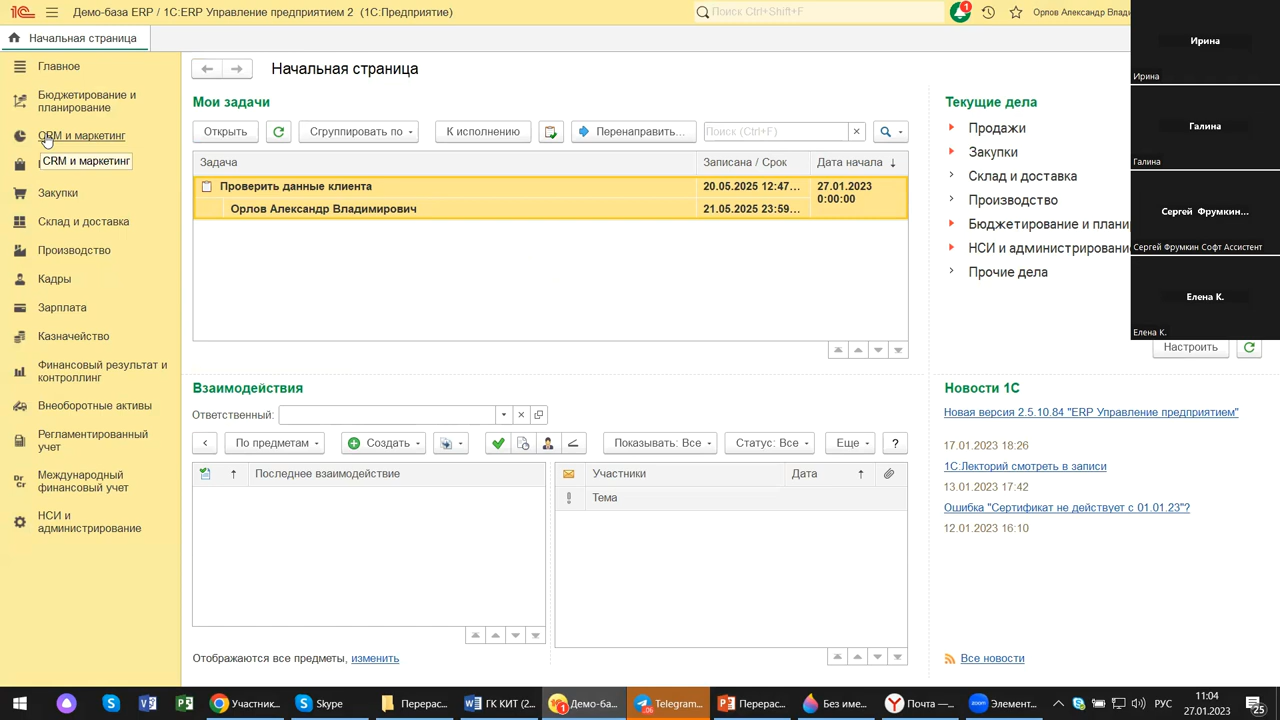 Демо-база ERP / 1С:ERP Управление предприятием 2 (1С:Предприятие)
Поиск Ctrl+Shift+F
1
Орлов Александр Влади
Начальная страница
Главное
Бюджетирование и
планирование
CRM и маркетинг
CRM и маркетинг
Закупки
Склад и доставка
Производство
Кадры
Зарплата
Казначейство
Финансовый результат и
контроллинг
Внеоборотные активы
Регламентированный
учет
Международный
финансовый учет
НСИ и
администрирование
Начальная страница
Мои задачи
Открыть
Сгруппировать по
К исполнению
Перенаправить...
Поиск (Ctrl+F)
Задача
Записана / Срок
Дата начала
Проверить данные клиента
20.05.2025 12:47...
27.01.2023
0:00:00
Орлов Александр Владимирович
21.05.2025 23:59...
Текущие дела
Продажи
Закупки
Склад и доставка
Производство
Бюджетирование и плани
НСИ и администрировани
Прочие дела
Настроить
Ирина
Ирина
Галина
Галина
Сергей Фрумкин...
Сергей Фрумкин Софт Ассистент
Елена К.
Елена К.
Взаимодействия
Ответственный:
По предметам
Создать
Показывать: Все
Статус: Все
Еще
?
Последнее взаимодействие
Участники
Дата
Тема
Отображаются все предметы, изменить
Новости 1С
Новая версия 2.5.10.84 "ERP Управление предприятием"
17.01.2023 18:26
1С:Лекторий смотреть в записи
13.01.2023 17:42
Ошибка "Сертификат не действует с 01.01.23"?
12.01.2023 16:10
Все новости
Участник...
Skype
Перерас...
ГК КИТ (2...
Демо-ба...
Telegram...
Перерас...
Без име...
Почта —...
Элемент...
РУС
11:04
27.01.2023
25